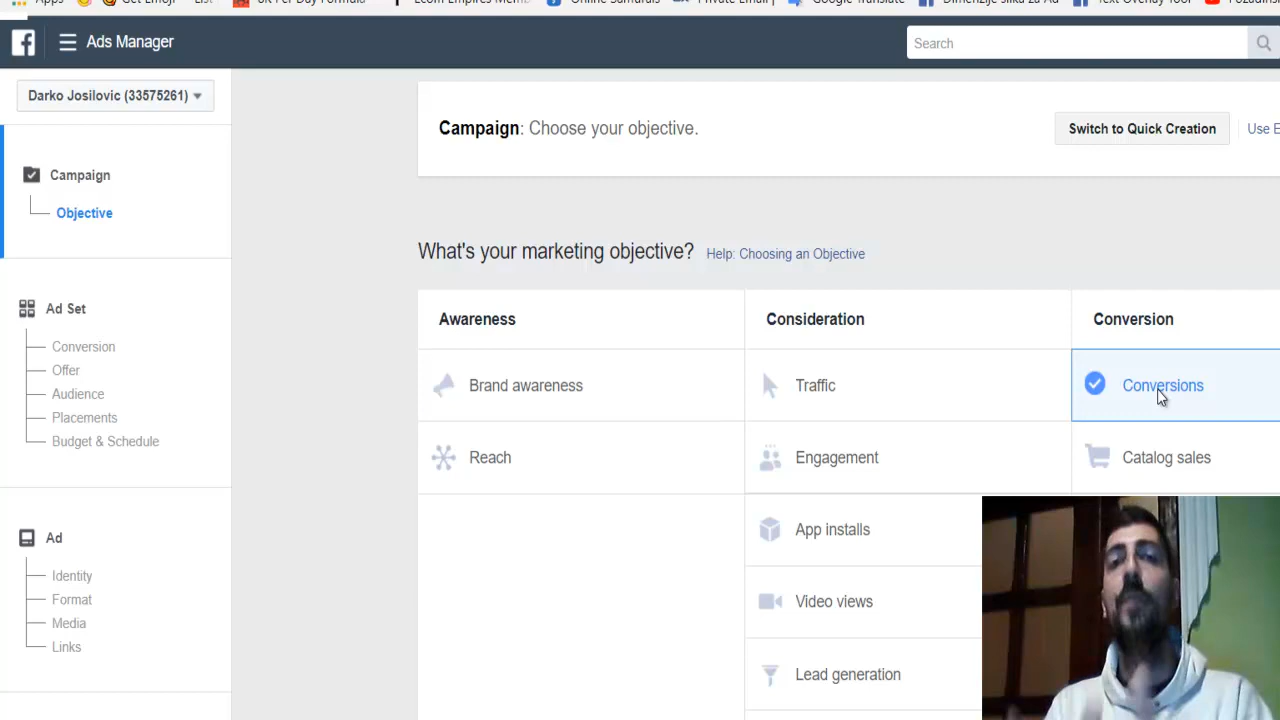 Apps
Get Emoji
List
Per Day Formula
Ecom Empires
Online Samurais
Private Email |
Google Translate
Dimenzije slika za Ad
Text Overlay Tool
Ads Manager
Search
Darko Josilovic (33575261)
Campaign: Choose your objective.
Switch to Quick Creation
Use E
Campaign
Objective
What's your marketing objective?
Help: Choosing an Objective
Ad Set
Conversion
Offer
Audience
Placements
Budget & Schedule
Awareness
Consideration
Conversion
Brand awareness
Traffic
Conversions
Reach
Engagement
Catalog sales
App installs
Video views
Lead generation
Ad
Identity
Format
Media
Links